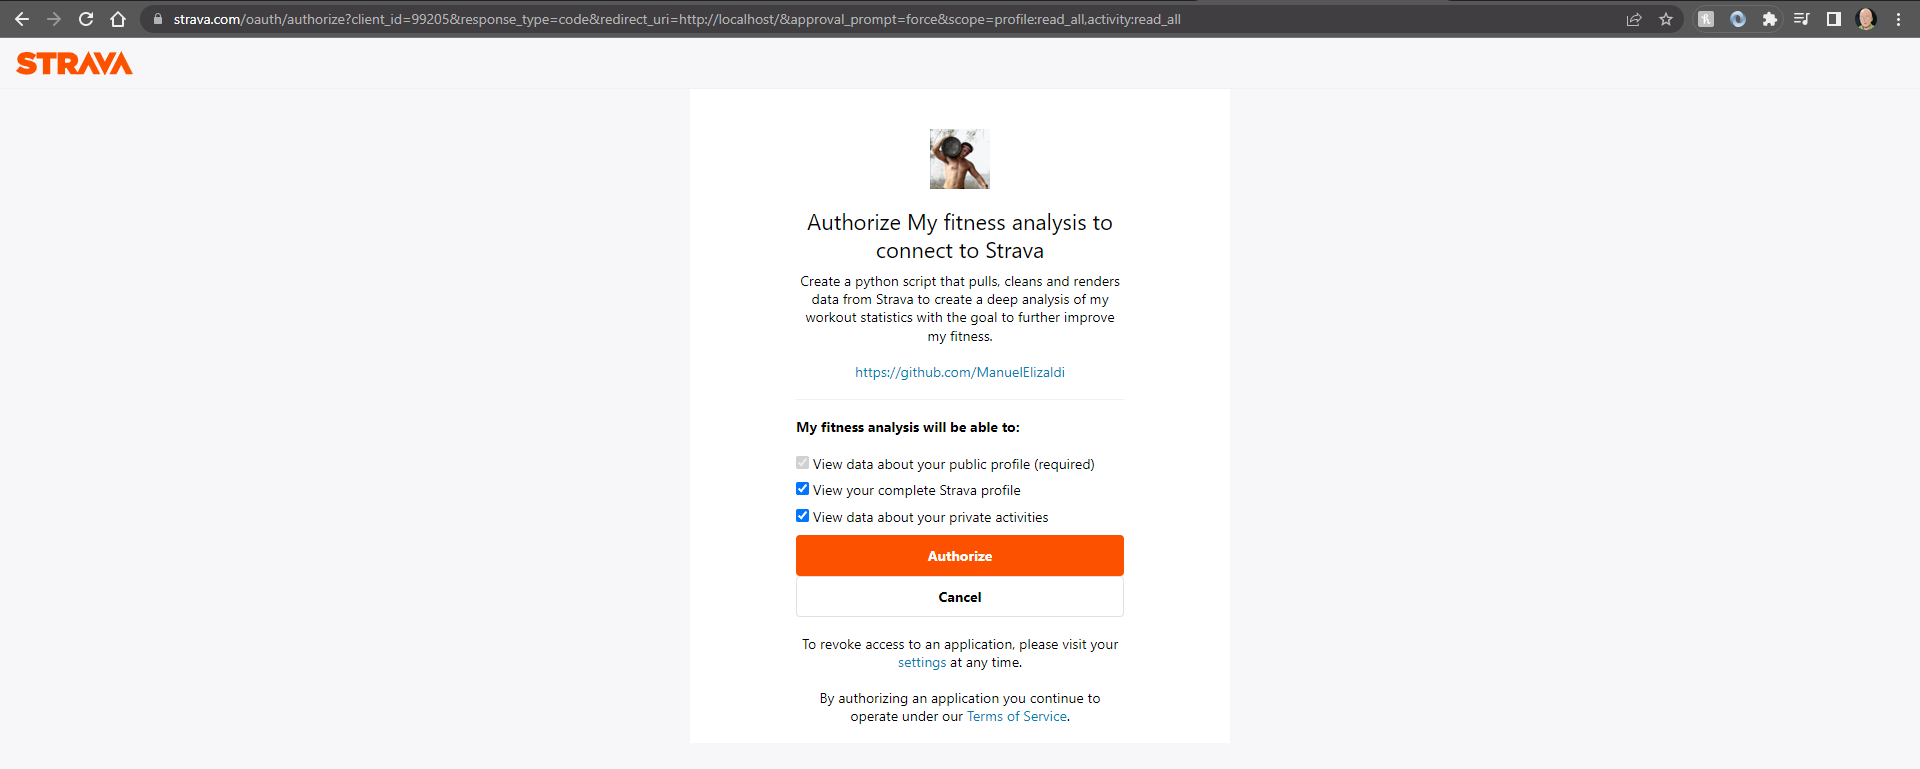 strava.com/oauth/authorize?client_id=99205&response_type=code&redirect_uri=http://localhost/&approval_prompt=force&scope=profile:read_all,activity:read_all
STRAVA
Authorize My fitness analysis to
connect to Strava
Create a python script that pulls, cleans and renders
data from Strava to create a deep analysis of my
workout statistics with the goal to further improve
my fitness.
https://github.com/ManuelElizaldi
My fitness analysis will be able to:
View data about your public profile (required)
View your complete Strava profile
View data about your private activities
Authorize
Cancel
To revoke access to an application, please visit your
settings at any time.
By authorizing an application you continue to
operate under our Terms of Service.